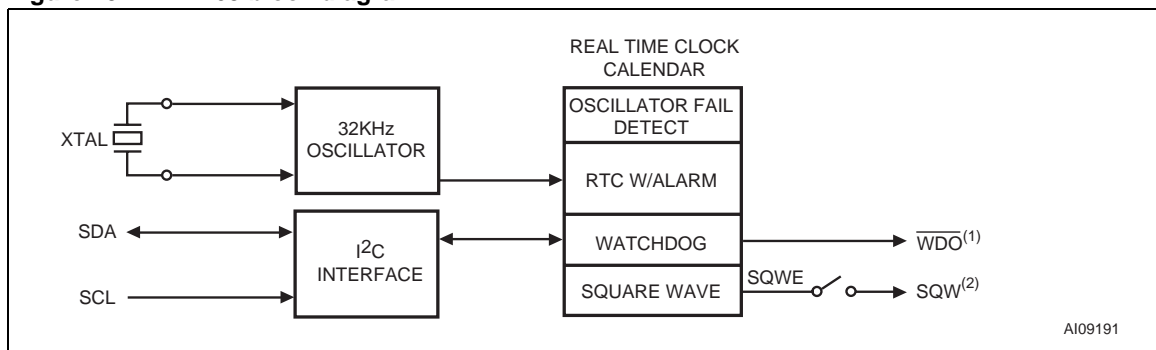 REAL TIME CLOCK
CALENDAR
OSCILLATOR FAIL
DETECT
XTAL
32KHz
OSCILLATOR
RTC W/ALARM
SDA
I2C
INTERFACE
WATCHDOG
WDO(1)
SCL
SQUARE WAVE
SQWE
SQW(2)
AI09191